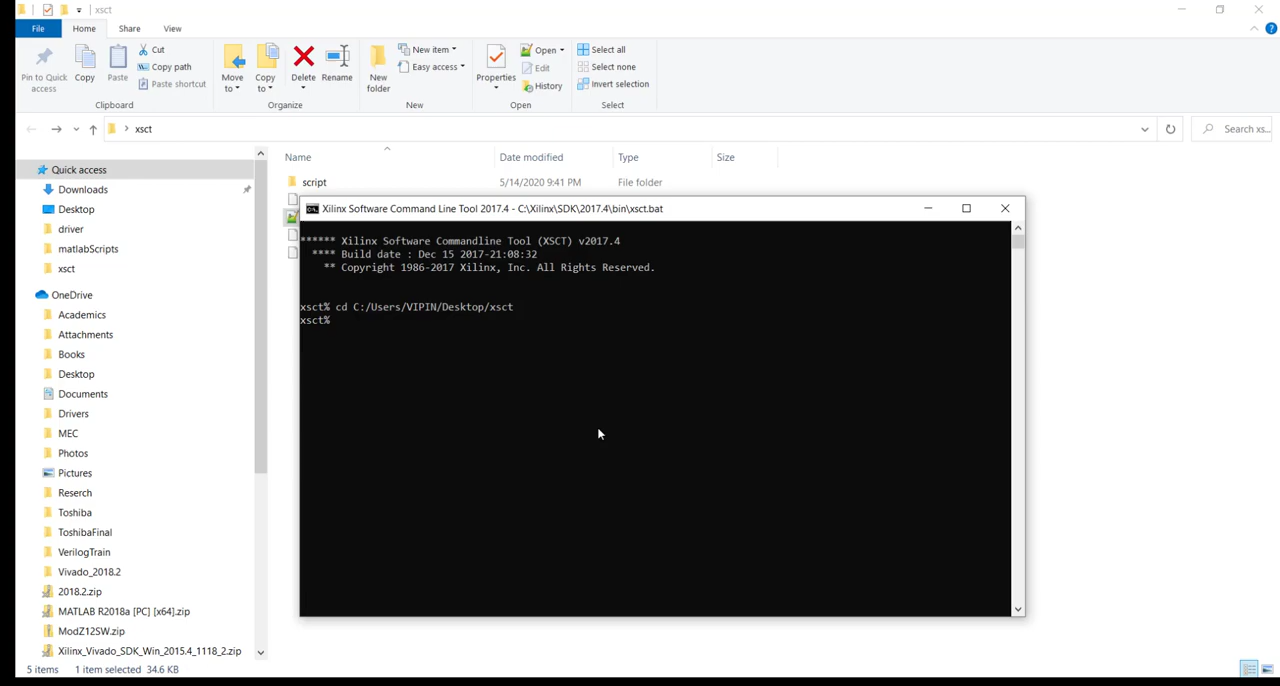 xsct
File Home Share View
Pin to Quick access
Copy
Paste
Cut
Copy path
Paste shortcut
Move to
Copy to
Delete
Rename
New folder
New item
Easy access
Properties
Open
Edit
History
Select all
Select none
Invert selection
Clipboard Organize New Open Select
xsct
Search xs...
Name Date modified Type Size
script 5/14/2020 9:41 PM File folder
Quick access
Downloads
Desktop
driver
matlabScripts
xsct
OneDrive
Academics
Attachments
Books
Desktop
Documents
Drivers
MEC
Photos
Pictures
Reserch
Toshiba
ToshibaFinal
VerilogTrain
Vivado_2018.2
2018.2.zip
MATLAB R2018a [PC] [x64].zip
ModZ12SW.zip
Xilinx_Vivado_SDK_Win_2015.4_1118_2.zip
Xilinx Software Command Line Tool 2017.4 - C:\Xilinx\SDK\2017.4\bin\xsct.bat
****** Xilinx Software Commandline Tool (XSCT) v2017.4
**** Build date : Dec 15 2017-21:08:32
** Copyright 1986-2017 Xilinx, Inc. All Rights Reserved.
xsct% cd C:/Users/VIPIN/Desktop/xsct
xsct%
5 items 1 item selected 34.6 KB